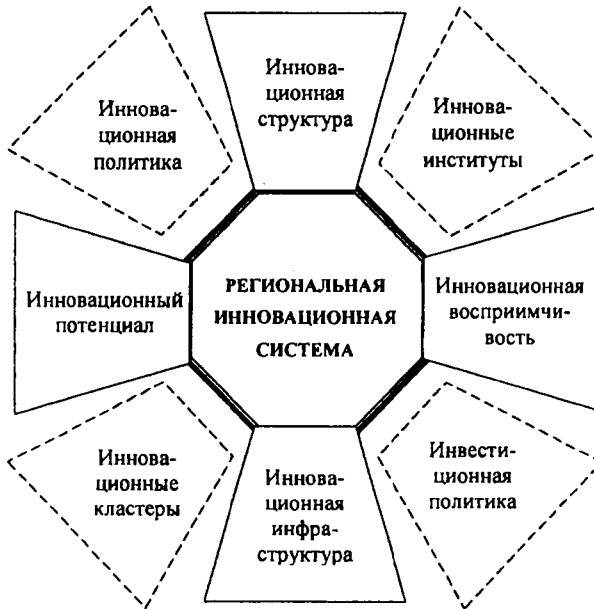 Иннова-
ционная
структура
Иннова-
ционная
политика
Иннова-
ционные
институты
Инновационный
потенциал
РЕГИОНАЛЬНАЯ
ИННОВАЦИОННАЯ
СИСТЕМА
Инновационная
восприимчи-
вость
Иннова-
ционные
кластеры
Иннова-
ционная
инфра-
структура
Инвести-
ционная
политика